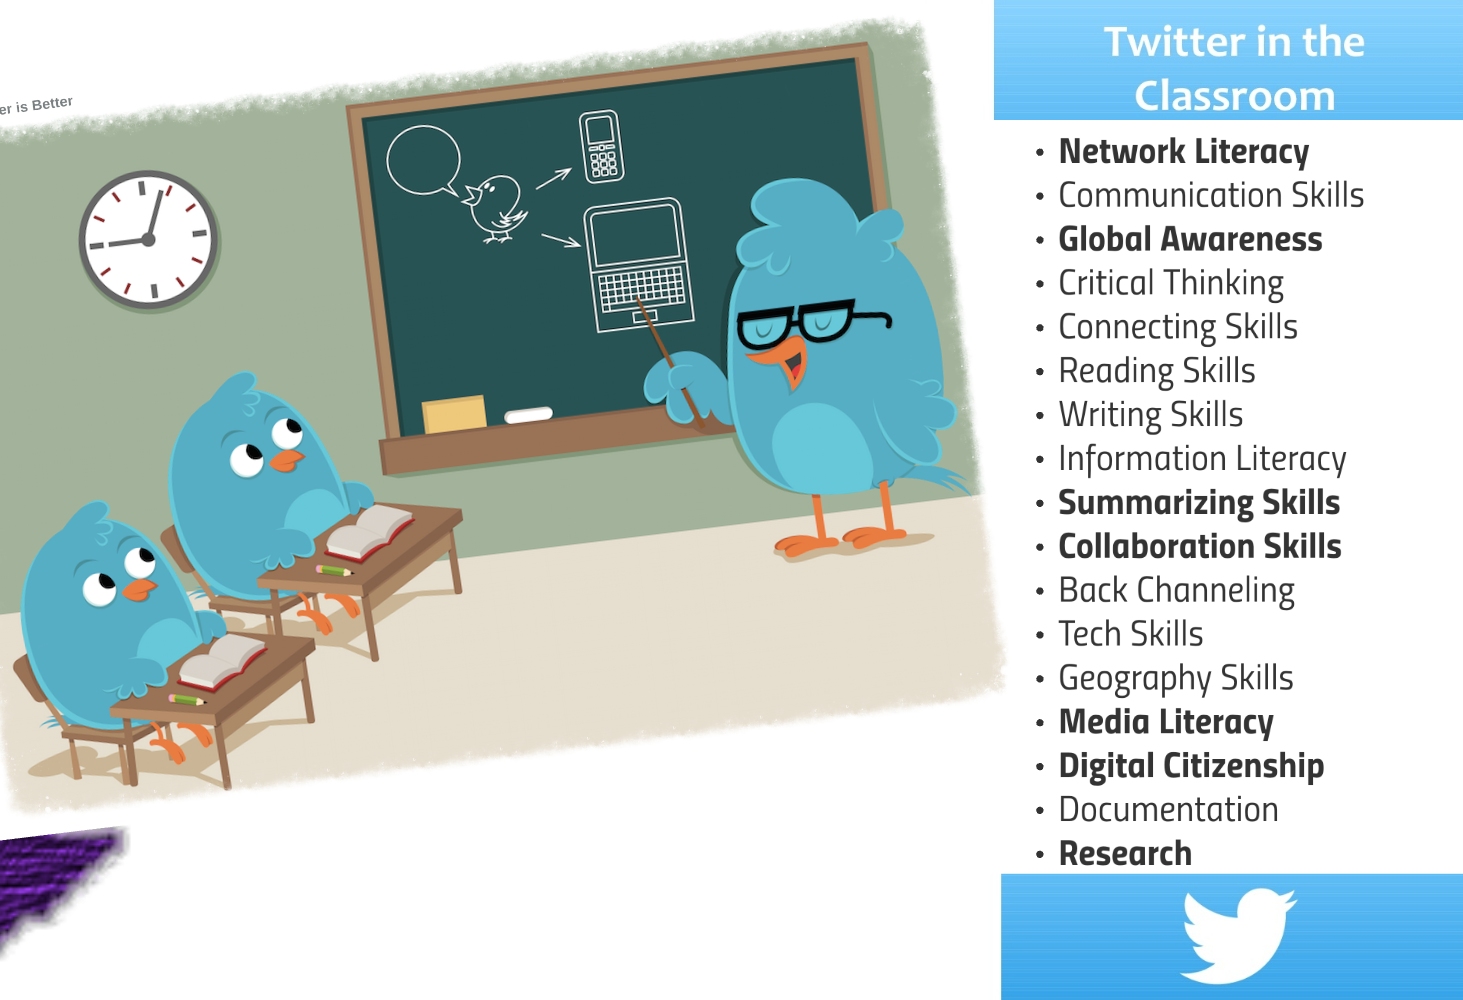 er is Better
Twitter in the
Classroom
• Network Literacy
• Communication Skills
• Global Awareness
• Critical Thinking
• Connecting Skills
• Reading Skills
• Writing Skills
• Information Literacy
• Summarizing Skills
• Collaboration Skills
• Back Channeling
• Tech Skills
• Geography Skills
• Media Literacy
• Digital Citizenship
• Documentation
• Research